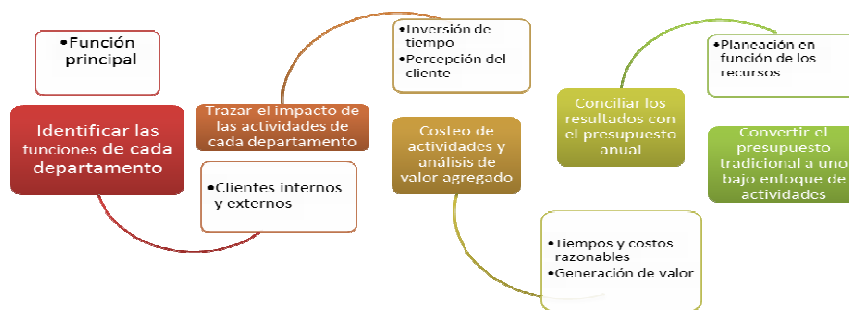 •Función
principal
Identificar las
funciones de cada
departamento
Trazar el impacto de
las actividades de
cada departamento
•Clientes internos
y externos
•Inversión de
tiempo
•Percepción del
cliente
Costeo de
actividades y
análisis de
valor agregado
•Tiempos y costos
razonables
•Generación de valor
Conciliar los
resultados con
el presupuesto
anual
•Planeación en
función de los
recursos
Convertir el
presupuesto
tradicional a uno
bajo enfoque de
actividades